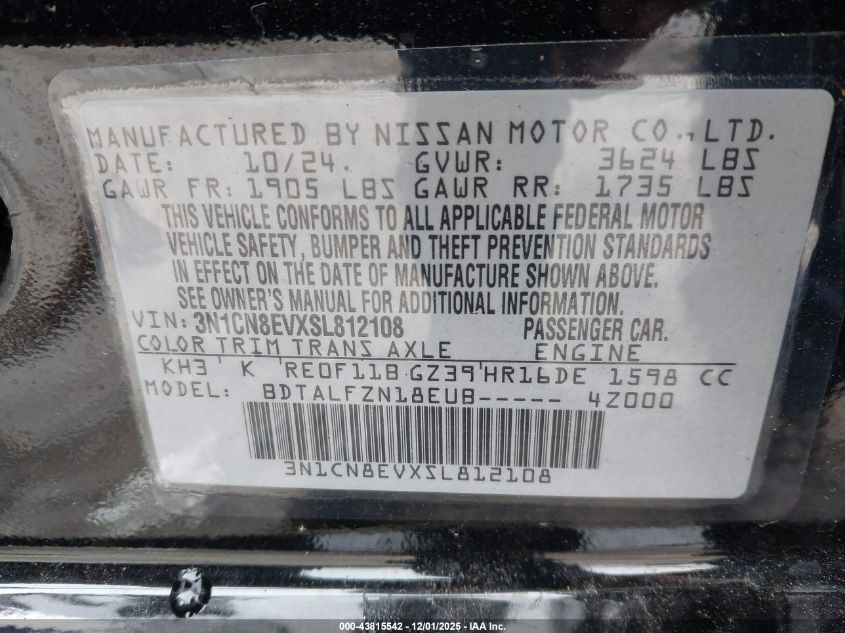 MANUFACTURED BY NISSAN MOTOR CO., LTD.
DATE: 10/24. GVWR: 3624 LBS
GAWR FR: 1905 LBS GAWR RR: 1735 LBS
THIS VEHICLE CONFORMS TO ALL APPLICABLE FEDERAL MOTOR
VEHICLE SAFETY, BUMPER AND THEFT PREVENTION STANDARDS
IN EFFECT ON THE DATE OF MANUFACTURE SHOWN ABOVE.
SEE OWNER'S MANUAL FOR ADDITIONAL INFORMATION.
VIN: 3N1CN8EVXSL812108 PASSENGER CAR.
COLOR TRIM TRANS AXLE ENGINE
KH3 K RE0F11B GZ39 HR16DE 1598 CC
MODEL: BDTALFZN18EUB----- 4Z000
3N1CN8EVXSL812108
000-43815542 - 12/01/2025 - © IAA Inc.